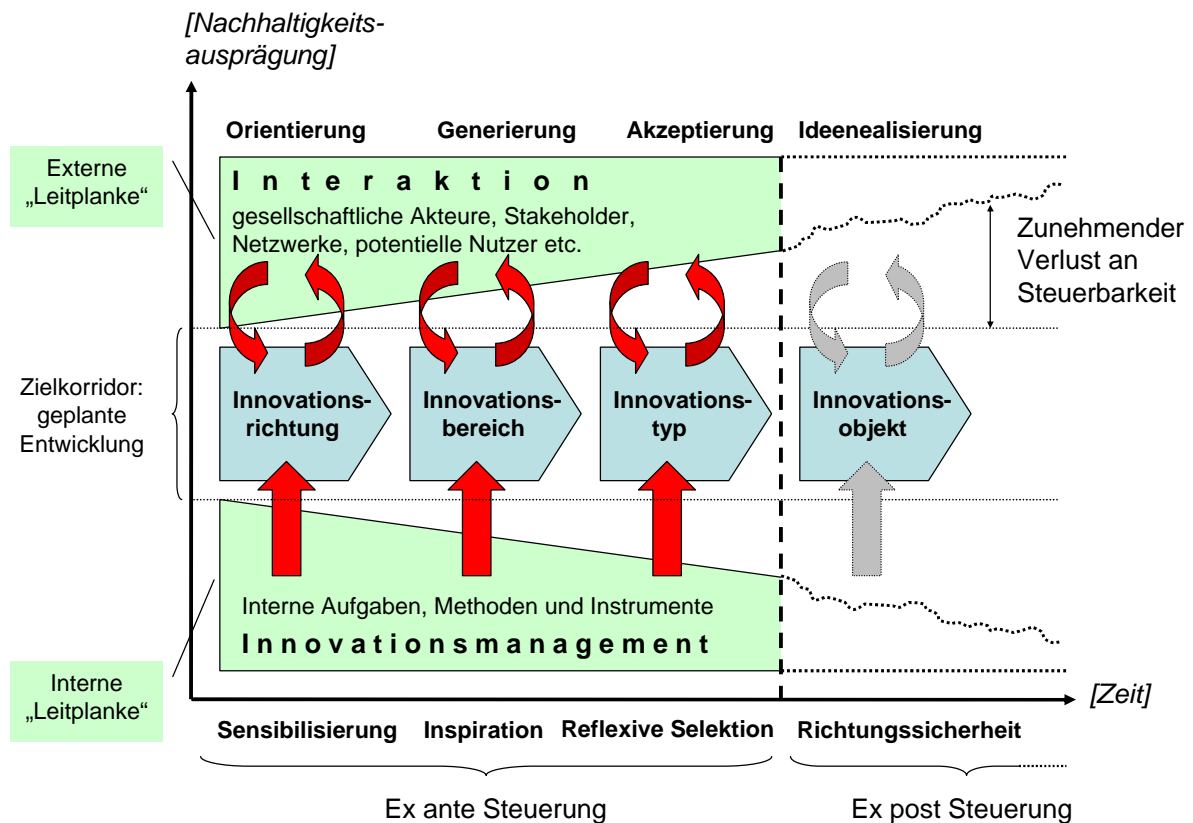 [Nachhaltigkeits-
ausprägung]
Orientierung
Generierung
Akzeptierung
Ideenealisierung
Externe
„Leitplanke“
Interaktion
gesellschaftliche Akteure, Stakeholder,
Netzwerke, potentielle Nutzer etc.
Zunehmender
Verlust an
Steuerbarkeit
Zielkorridor:
geplante
Entwicklung
Innovations-
richtung
Innovations-
bereich
Innovations-
typ
Innovations-
objekt
Interne Aufgaben, Methoden und Instrumente
Innovationsmanagement
Interne
„Leitplanke“
[Zeit]
Sensibilisierung
Inspiration
Reflexive Selektion
Richtungssicherheit
Ex ante Steuerung
Ex post Steuerung